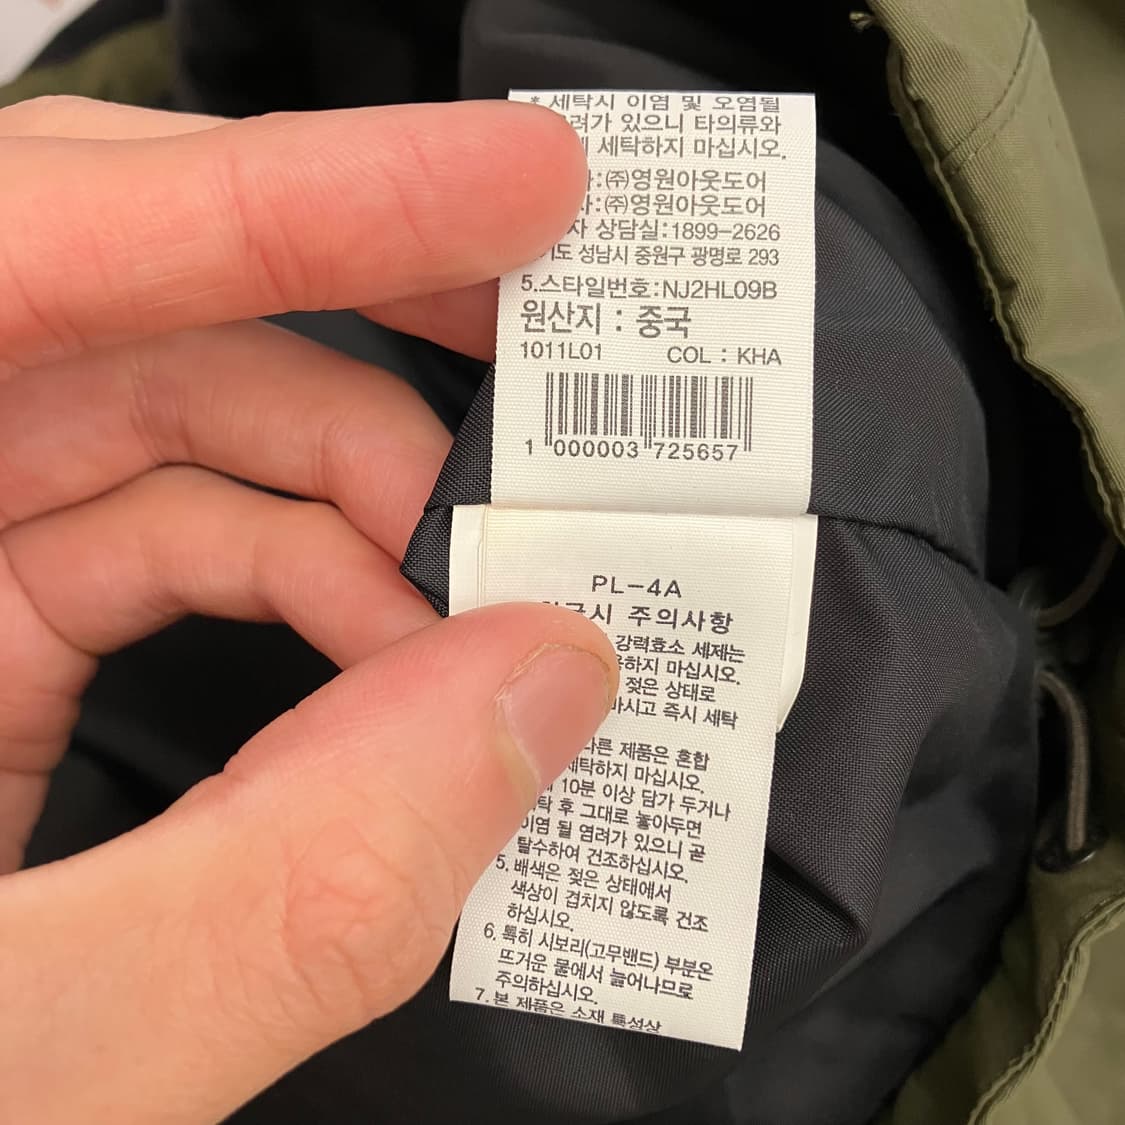 * 세탁시 이염 및 오염될
있으니 타의류와
세탁하지 마십시오.
:(주)영원아웃도어
:(주)영원아웃도어
상담실:1899-2626
성남시 중원구 광명로 293
5.스타일번호:NJ2HL09B
원산지 : 중국
1011L01 COL : KHA
1 000003 725657
PL-4A
주의사항
강력효소 세제는
마십시오.
젖은 상태로
즉시 세탁
제품은 혼합
세탁하지 마십시오.
10분 이상 담가 두거나
후 그대로 놓아두면
이염 될 염려가 있으니 곧
탈수하여 건조하십시오.
5. 배색은 젖은 상태에서
색상이 겹치지 않도록 건조
하십시오.
6. 특히 시보리(고무밴드) 부분은
뜨거운 물에서 늘어나므로
주의하십시오.
7. 본 제품은 소재 특성상